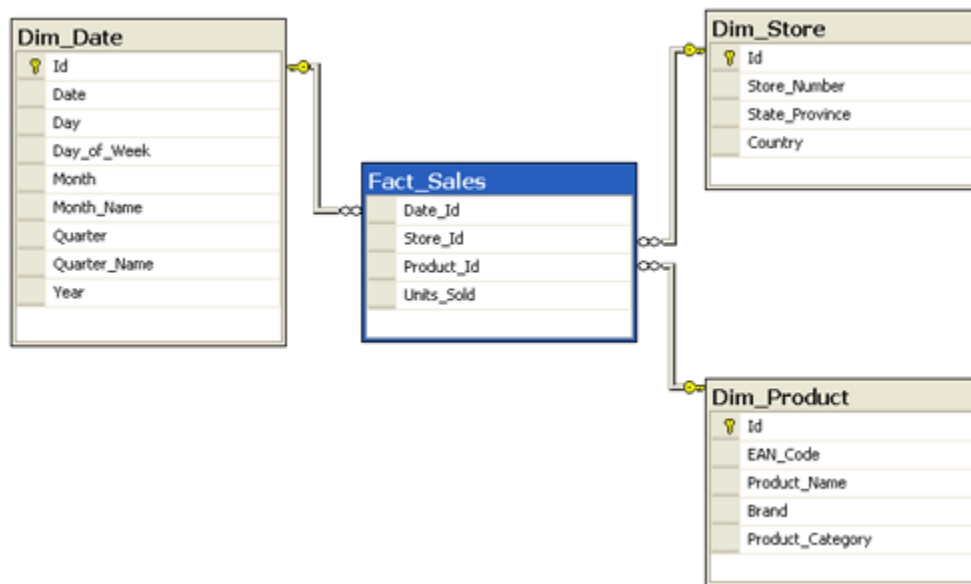 Dim_Date
Id
Date
Day
Day_of_Week
Month
Month_Name
Quarter
Quarter_Name
Year
Fact_Sales
Date_Id
Store_Id
Product_Id
Units_Sold
Dim_Store
Id
Store_Number
State_Province
Country
Dim_Product
Id
EAN_Code
Product_Name
Brand
Product_Category